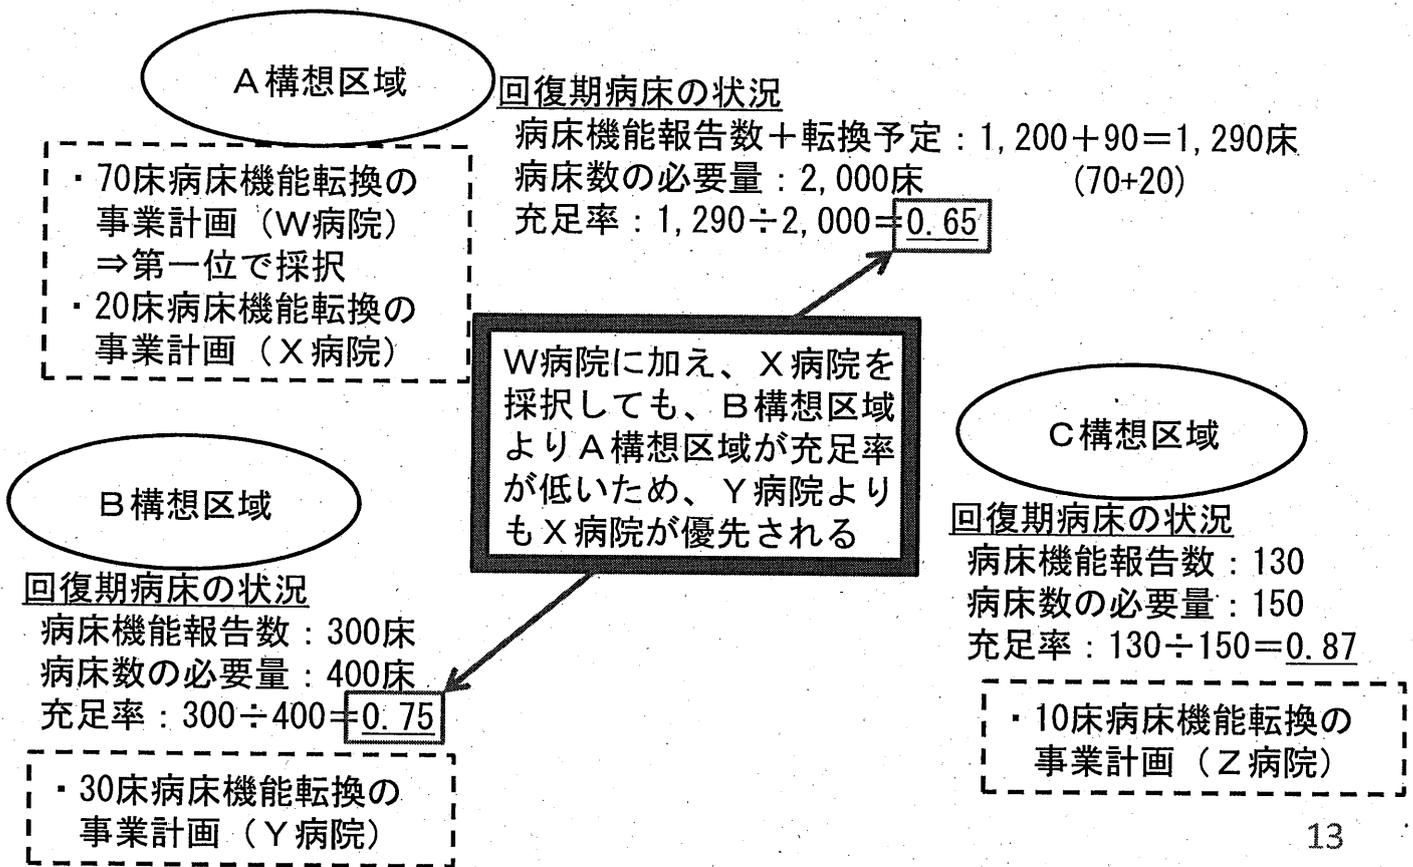 A構想区域
回復期病床の状況
病床機能報告数+転換予定:1,200+90=1,290床
病床数の必要量:2,000床 (70+20)
充足率:1,290÷2,000=0.65
・70床病床機能転換の
事業計画(W病院)
⇒第一位で採択
・20床病床機能転換の
事業計画(X病院)
W病院に加え、X病院を
採択しても、B構想区域
よりA構想区域が充足率
が低いため、Y病院より
もX病院が優先される
B構想区域
回復期病床の状況
病床機能報告数:300床
病床数の必要量:400床
充足率:300÷400=0.75
・30床病床機能転換の
事業計画(Y病院)
C構想区域
回復期病床の状況
病床機能報告数:130
病床数の必要量:150
充足率:130÷150=0.87
・10床病床機能転換の
事業計画(Z病院)
13